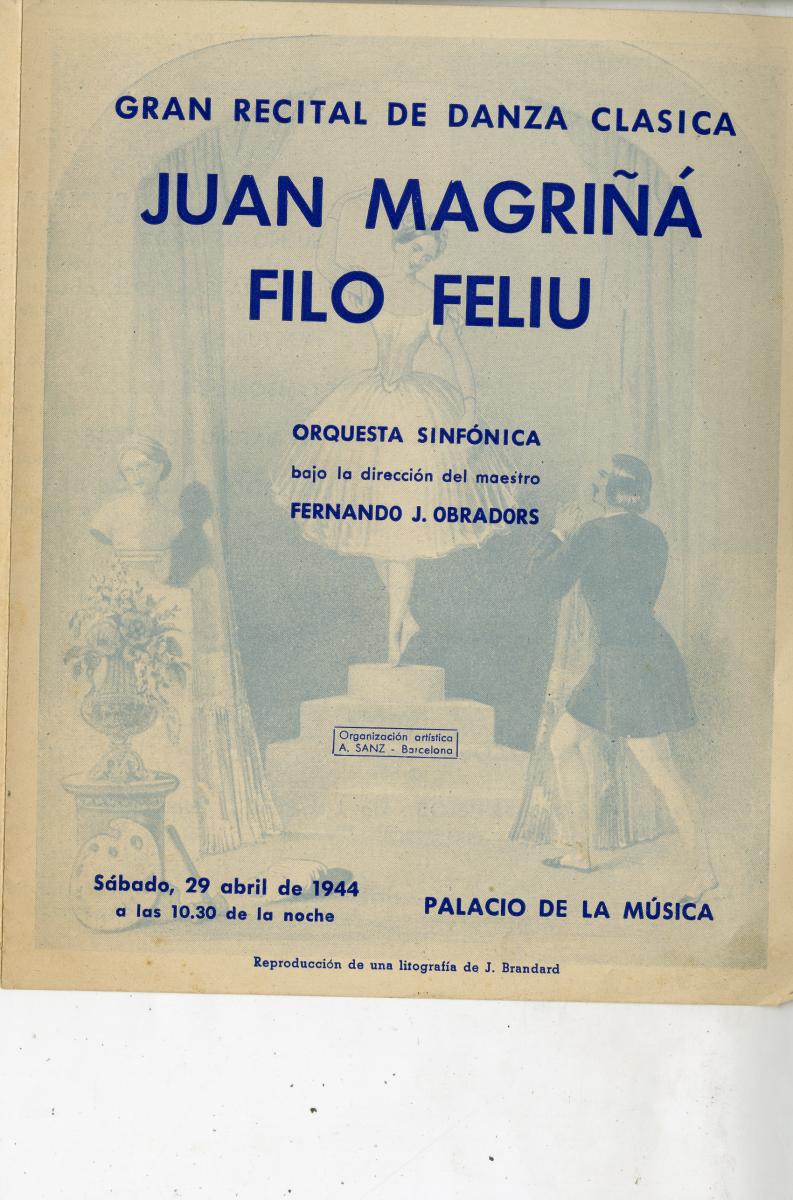 GRAN RECITAL DE DANZA CLASICA
JUAN MAGRIÑÁ
FILO FELIU
ORQUESTA SINFÓNICA
bajo la dirección del maestro
FERNANDO J. OBRADORS
Organización artística
A. SANZ - Barcelona
Sábado, 29 abril de 1944
a las 10.30 de la noche
PALACIO DE LA MÚSICA
Reproducción de una litografía de J. Brandard